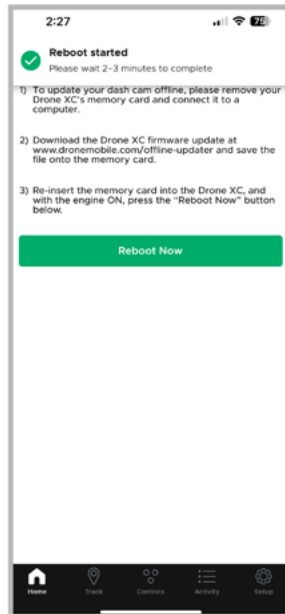 2:27
75
Reboot started
Please wait 2-3 minutes to complete
1) To update your dash cam offline, please remove your
Drone XC's memory card and connect it to a
computer.
2) Download the Drone XC firmware update at
www.dronemobile.com/offline-updater and save the
file onto the memory card.
3) Re-insert the memory card into the Drone XC, and
with the engine ON, press the “Reboot Now” button
below.
Reboot Now
Home
Track
Controls
Activity
Setup